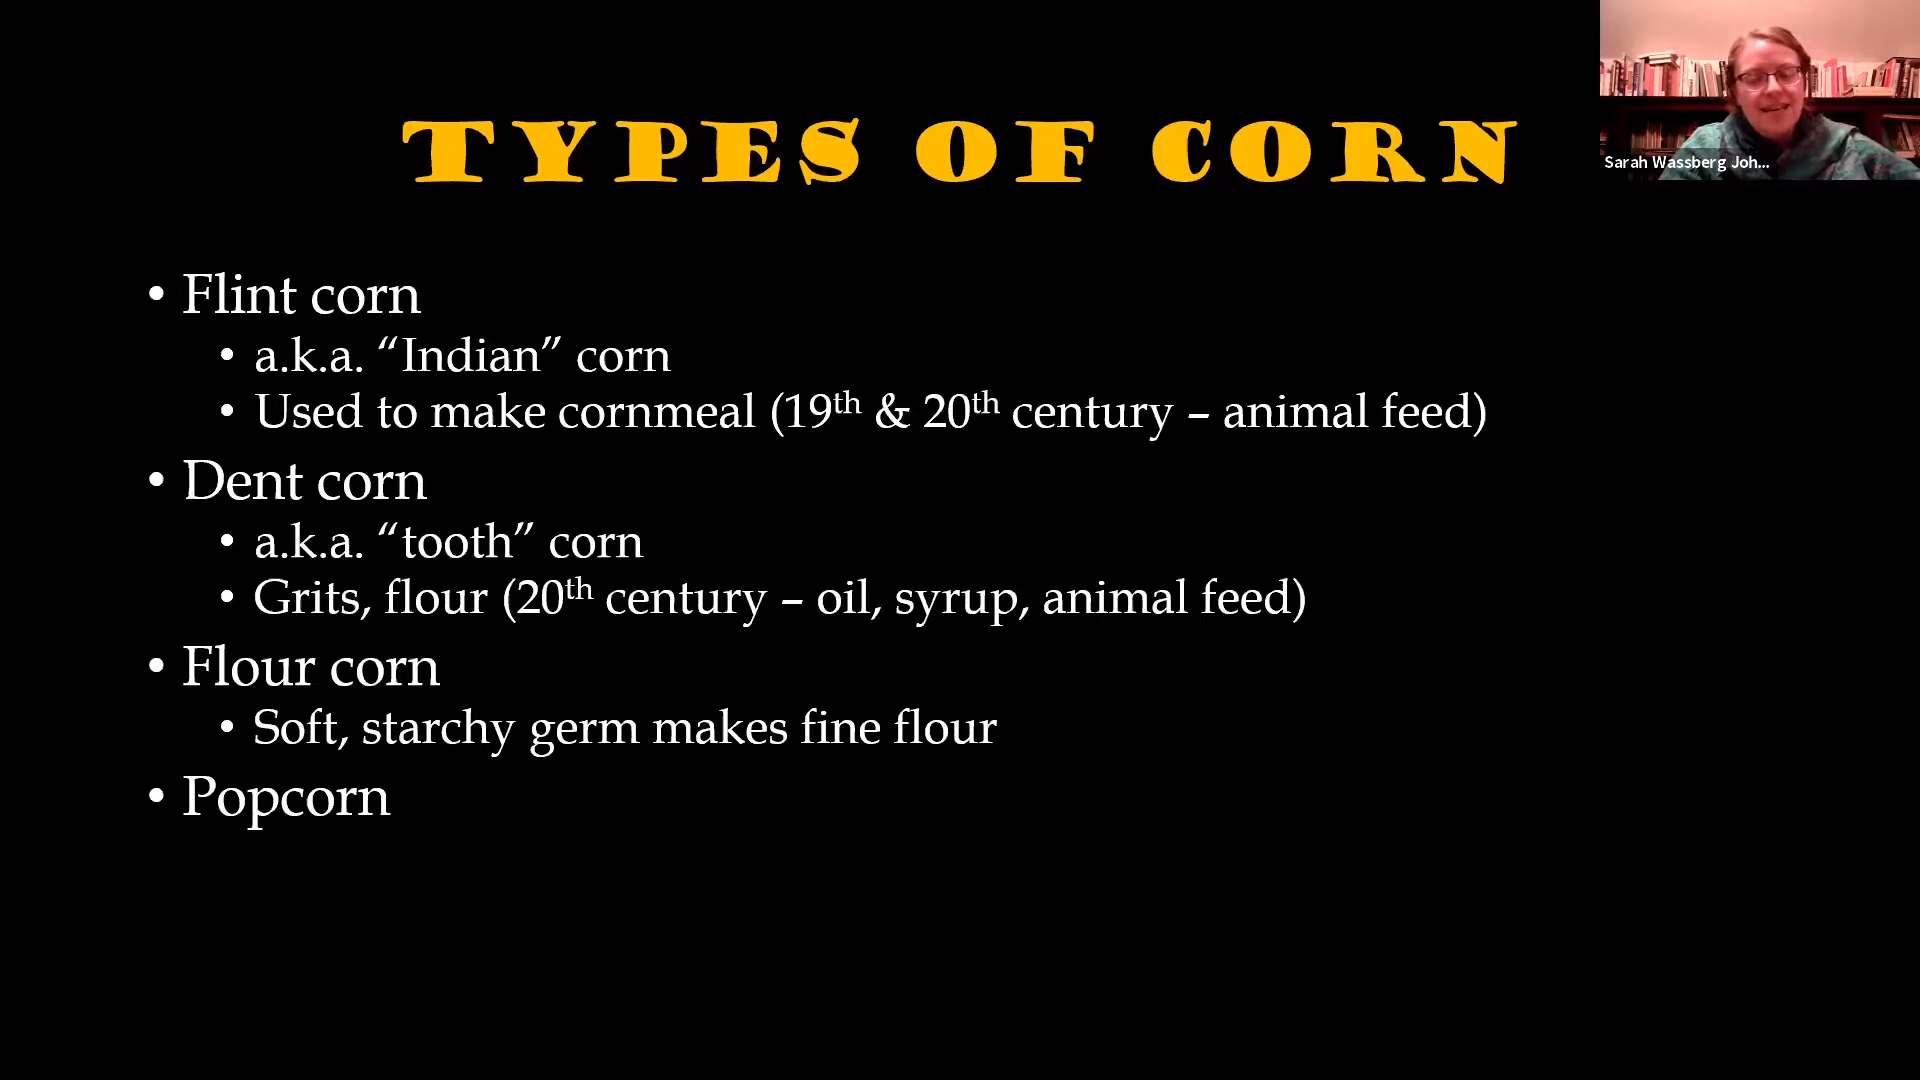 TYPES OF CORN
Sarah Wassberg Joh...
• Flint corn
• a.k.a. “Indian” corn
• Used to make cornmeal (19th & 20th century – animal feed)
• Dent corn
• a.k.a. “tooth” corn
• Grits, flour (20th century – oil, syrup, animal feed)
• Flour corn
• Soft, starchy germ makes fine flour
• Popcorn